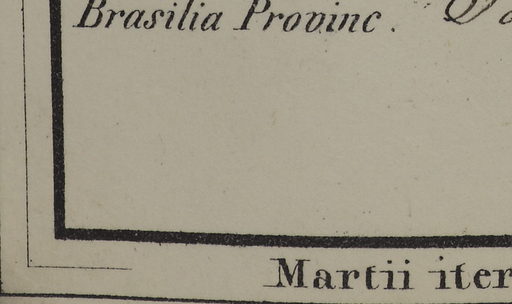 Brasilia Provinc.
Martii iter